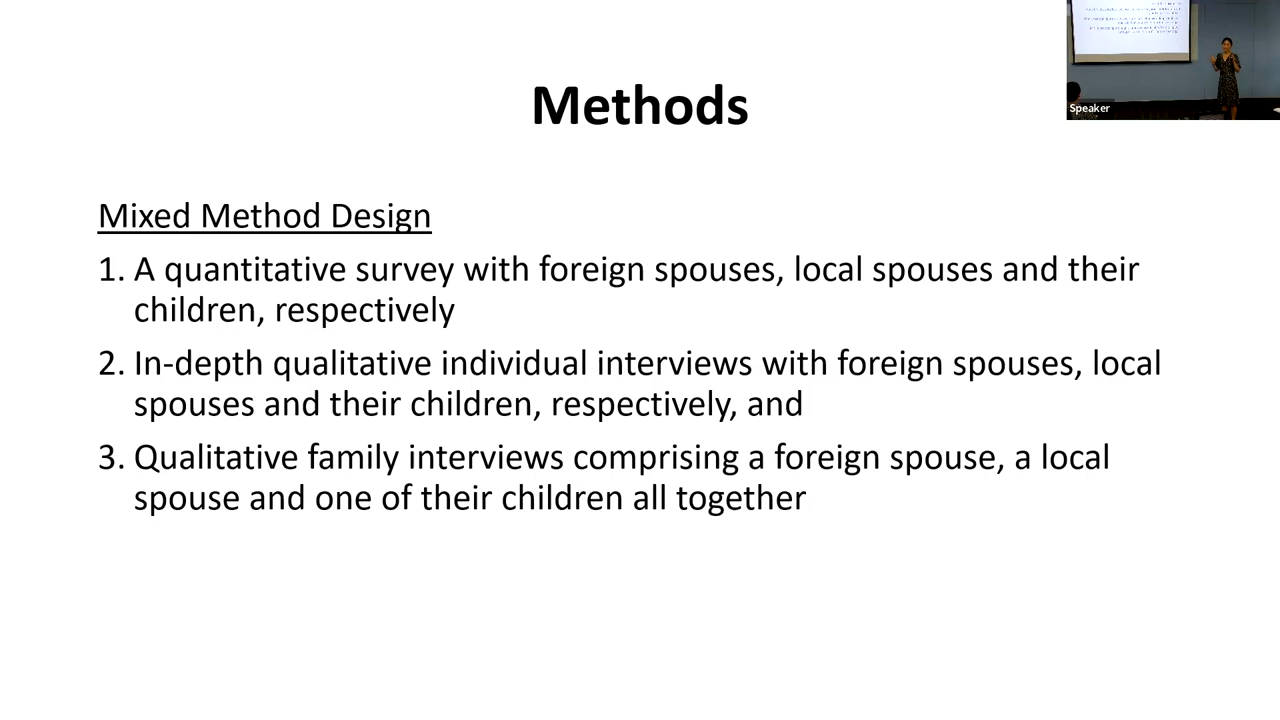 Methods
Speaker
Mixed Method Design
1. A quantitative survey with foreign spouses, local spouses and their
children, respectively
2. In-depth qualitative individual interviews with foreign spouses, local
spouses and their children, respectively, and
3. Qualitative family interviews comprising a foreign spouse, a local
spouse and one of their children all together